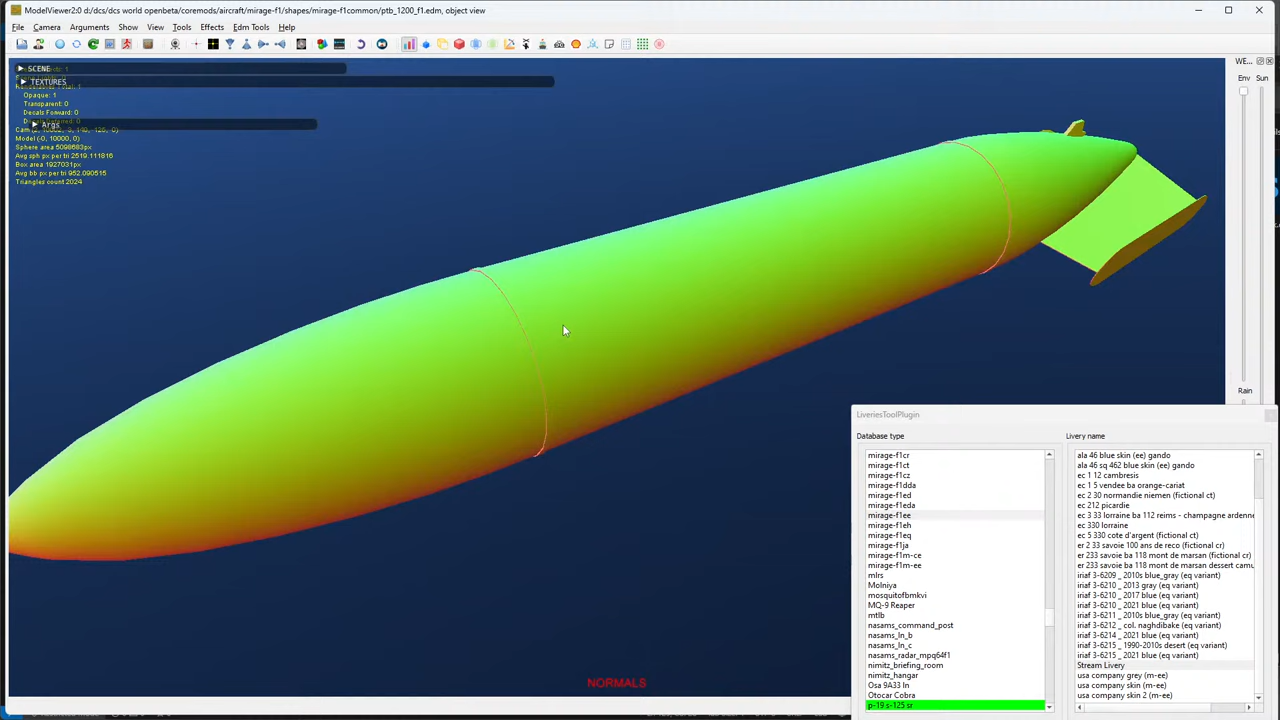 ModelViewer2:0 d:/dcs/dcs world openbeta/coremods/aircraft/mirage-f1/shapes/mirage-f1common/ptb_1200_f1.edm, object view
File Camera Arguments Show View Tools Effects Edm Tools Help
SCENE
TEXTURES
Opaque: 1
Transparent: 0
Decals Forward: 0
Args
Model (-0, 10000, 0)
Sphere area 5098683px
Avg sph px per tri 2519.111816
Box area 1927031px
Avg bb px per tri 952.090515
Triangles count 2024
NORMALS
WE...
Env Sun
Rain
LiveriesToolPlugin
Database type
mirage-f1cr
mirage-f1ct
mirage-f1cz
mirage-f1dda
mirage-f1ed
mirage-f1eda
mirage-f1ee
mirage-f1eh
mirage-f1eq
mirage-f1ja
mirage-f1m-ce
mirage-f1m-ee
mlrs
Molniya
mosquitofbmkvi
MQ-9 Reaper
mtlb
nasams_command_post
nasams_ln_b
nasams_ln_c
nasams_radar_mpq64f1
nimitz_briefing_room
nimitz_hangar
Osa 9A33 ln
Otocar Cobra
p-19 s-125 sr
Livery name
ala 46 blue skin (ee) gando
ala 46 sq 462 blue skin (ee) gando
ec 1 12 cambresis
ec 1 5 vendee ba orange-cariat
ec 2 30 normandie niemen (fictional ct)
ec 212 picardie
ec 3 33 lorraine ba 112 reims - champagne ardenne
ec 330 lorraine
ec 5 330 cote d'argent (fictional ct)
er 2 33 savoie 100 ans de reco (fictional cr)
er 233 savoie ba 118 mont de marsan (fictional cr)
er 233 savoie ba 118 mont de marsan dessert camu
iriaf 3-6209 _ 2010s blue_gray (eq variant)
iriaf 3-6210 _ 2013 gray (eq variant)
iriaf 3-6210 _ 2017 blue (eq variant)
iriaf 3-6210 _ 2021 blue (eq variant)
iriaf 3-6211 _ 2010s blue_gray (eq variant)
iriaf 3-6212 _ col. naghdibake (eq variant)
iriaf 3-6214 _ 2021 blue (eq variant)
iriaf 3-6215 _ 1990-2010s desert (eq variant)
iriaf 3-6215 _ 2021 blue (eq variant)
Stream Livery
usa company grey (m-ee)
usa company skin (m-ee)
usa company skin 2 (m-ee)